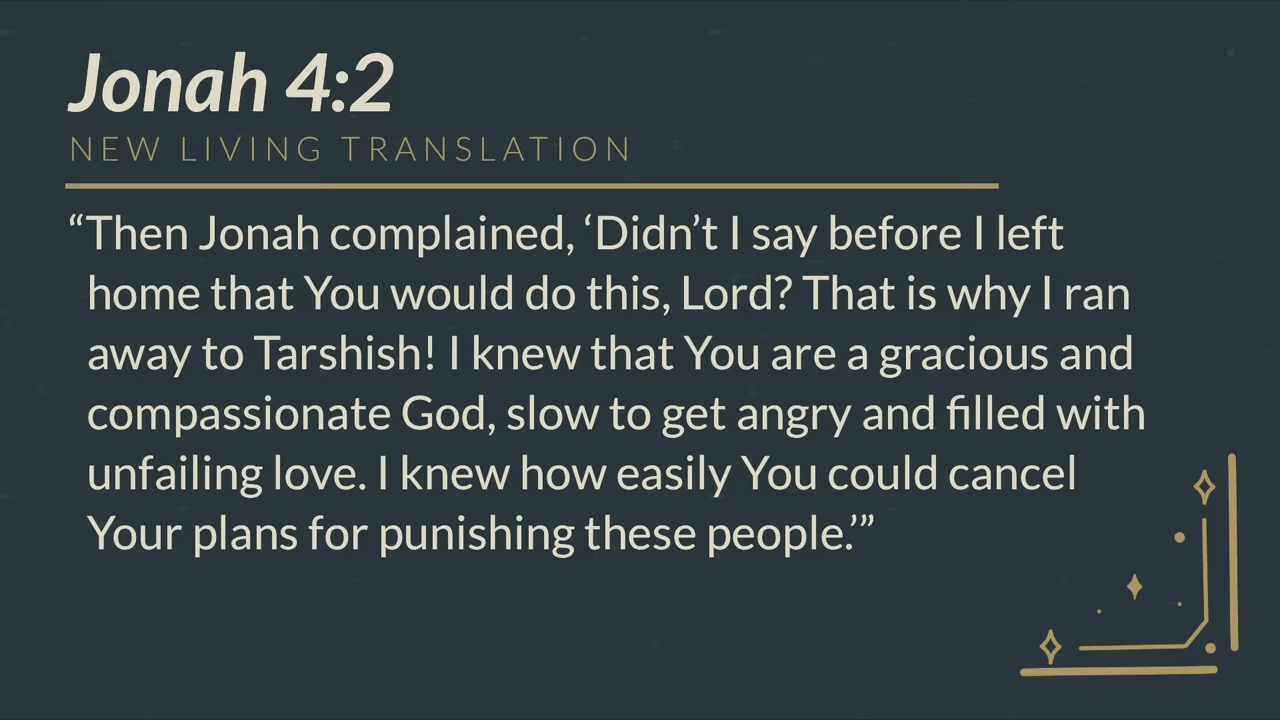 Jonah 4:2
NEW LIVING TRANSLATION
“Then Jonah complained, ‘Didn’t I say before I left
home that You would do this, Lord? That is why I ran
away to Tarshish! I knew that You are a gracious and
compassionate God, slow to get angry and filled with
unfailing love. I knew how easily You could cancel
Your plans for punishing these people.’”